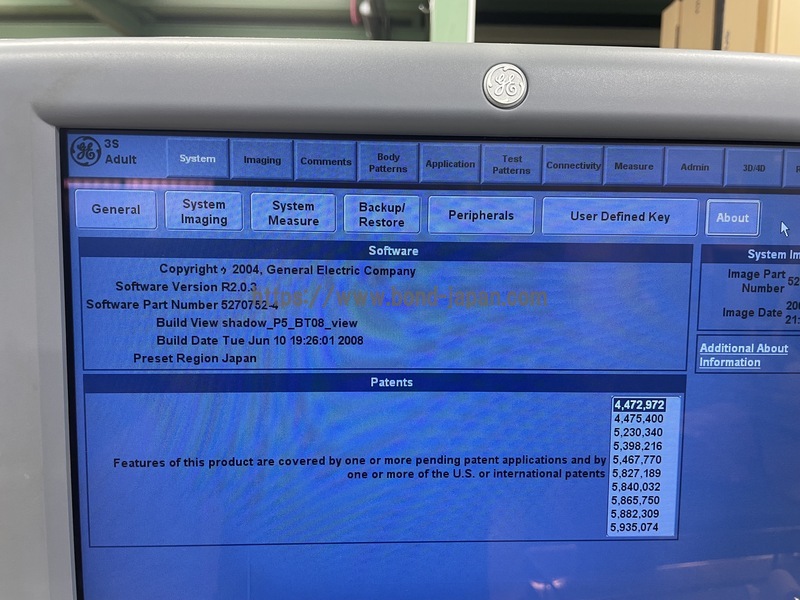 3S
Adult
System
Imaging
Comments
Body
Patterns
Application
Test
Patterns
Connectivity
Measure
Admin
3D/4D
General
System
Imaging
System
Measure
Backup/
Restore
Peripherals
User Defined Key
About
Software
Copyright 2004, General Electric Company
Software Version R2.0.3
Software Part Number 5270752-4
Build View shadow_P5_BT08_view
Build Date Tue Jun 10 19:26:01 2008
Preset Region Japan
https://www.bond-japan.com
System Im
Image Part
Number 52
Image Date 200
21:
Additional About
Information
Patents
Features of this product are covered by one or more pending patent applications and by
one or more of the U.S. or international patents
4,472,972
4,475,400
5,230,340
5,398,216
5,467,770
5,827,189
5,840,032
5,865,750
5,882,309
5,935,074